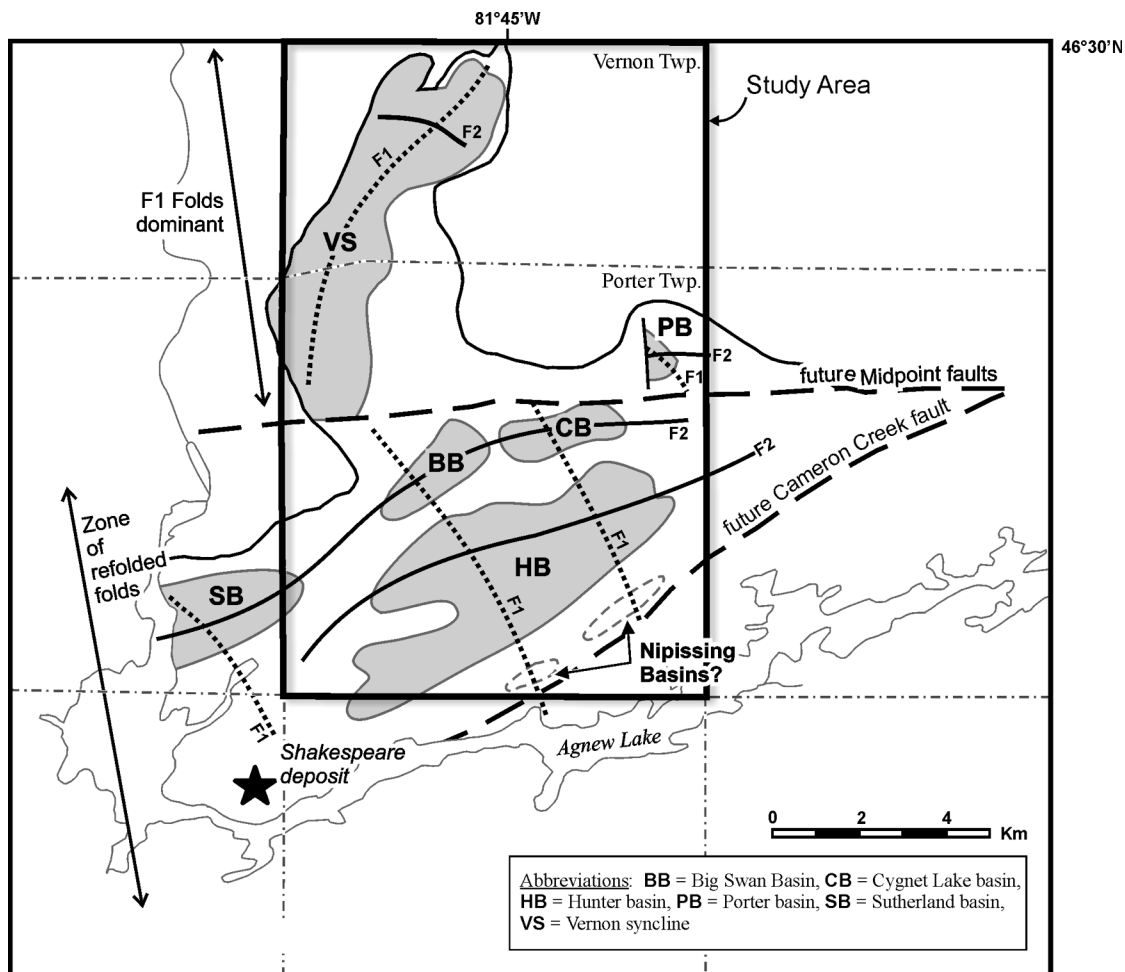 81°45'W
46°30'N
Vernon Twp.
Study Area
F2
F1
F1 Folds
dominant
VS
Porter Twp.
PB
F2
F1
future Midpoint faults
CB
F2
BB
F2
future Cameron Creek fault
Zone
of
refolded
folds
F1
HB
SB
F1
Nipissing
Basins?
F1
Agnew Lake
Shakespeare
deposit
0 2 4
Km
Abbreviations: BB = Big Swan Basin, CB = Cygnet Lake basin,
HB = Hunter basin, PB = Porter basin, SB = Sutherland basin,
VS = Vernon syncline